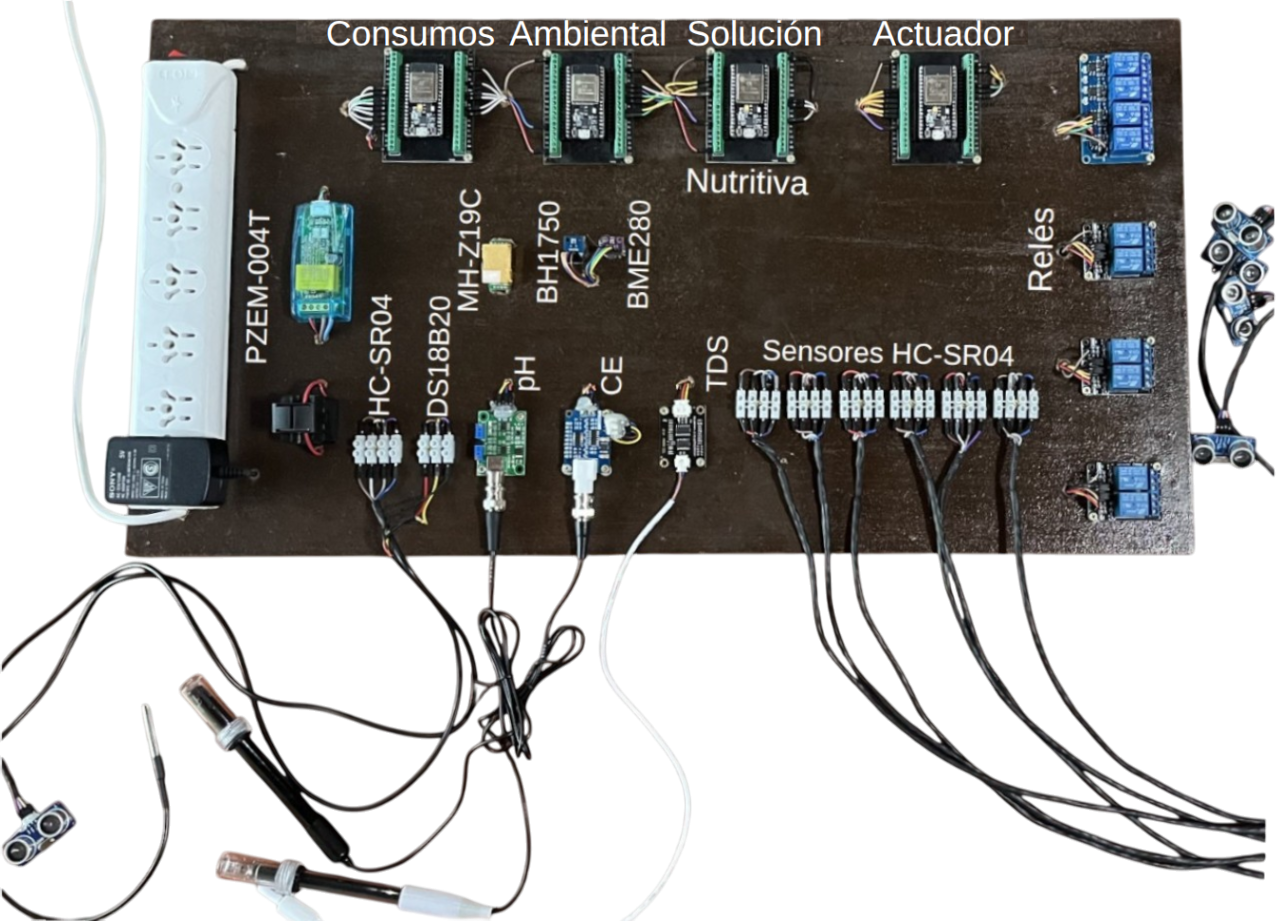 Consumos
Ambiental
Solución
Actuador
Nutritiva
PZEM-004T
HC-SR04
DS18B20
MH-Z19C
BH1750
BME280
Relés
pH
CE
TDS
Sensores HC-SR04